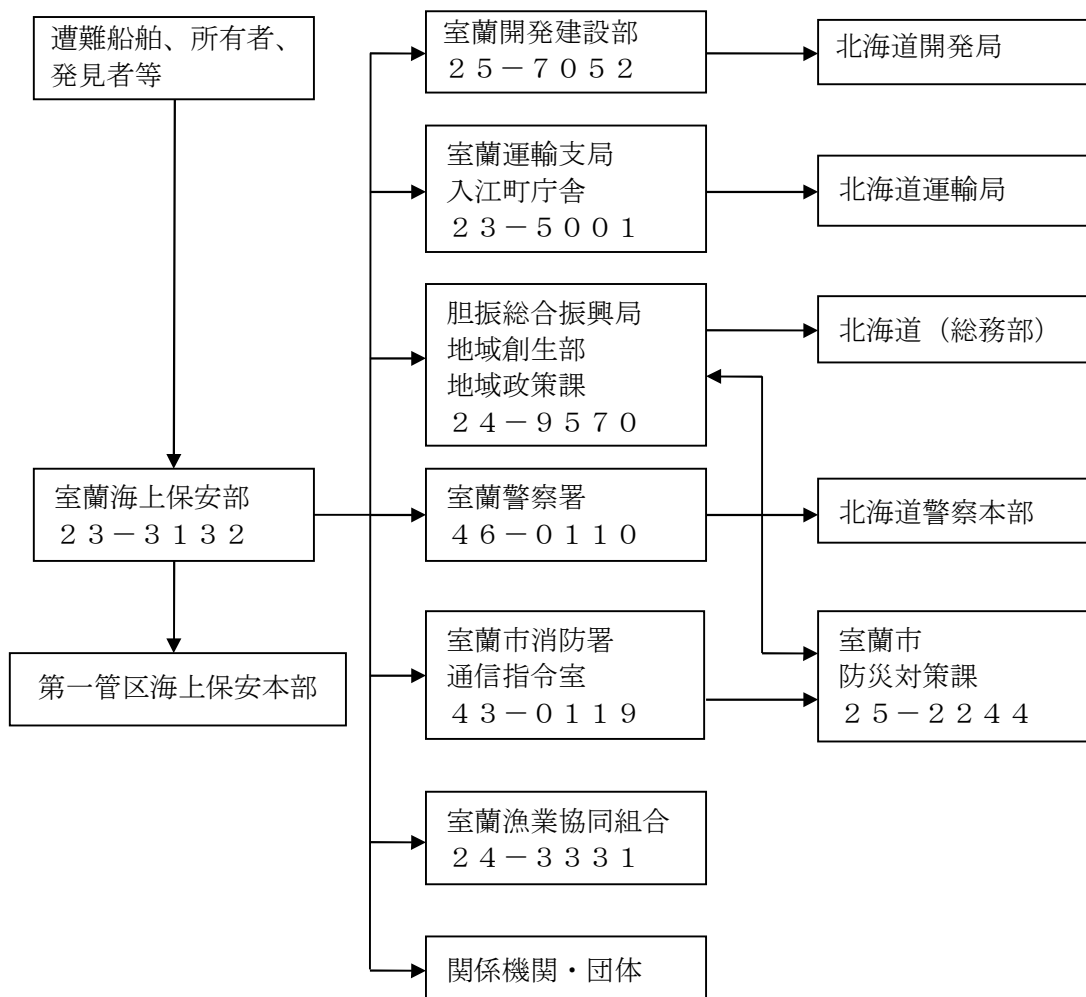 遭難船舶、所有者、
発見者等
室蘭海上保安部
２３－３１３２
第一管区海上保安本部
室蘭開発建設部
２５－７０５２
室蘭運輸支局
入江町庁舎
２３－５００１
胆振総合振興局
地域創生部
地域政策課
２４－９５７０
室蘭警察署
４６－０１１０
室蘭市消防署
通信指令室
４３－０１１９
室蘭漁業協同組合
２４－３３３１
関係機関・団体
北海道開発局
北海道運輸局
北海道（総務部）
北海道警察本部
室蘭市
防災対策課
２５－２２４４